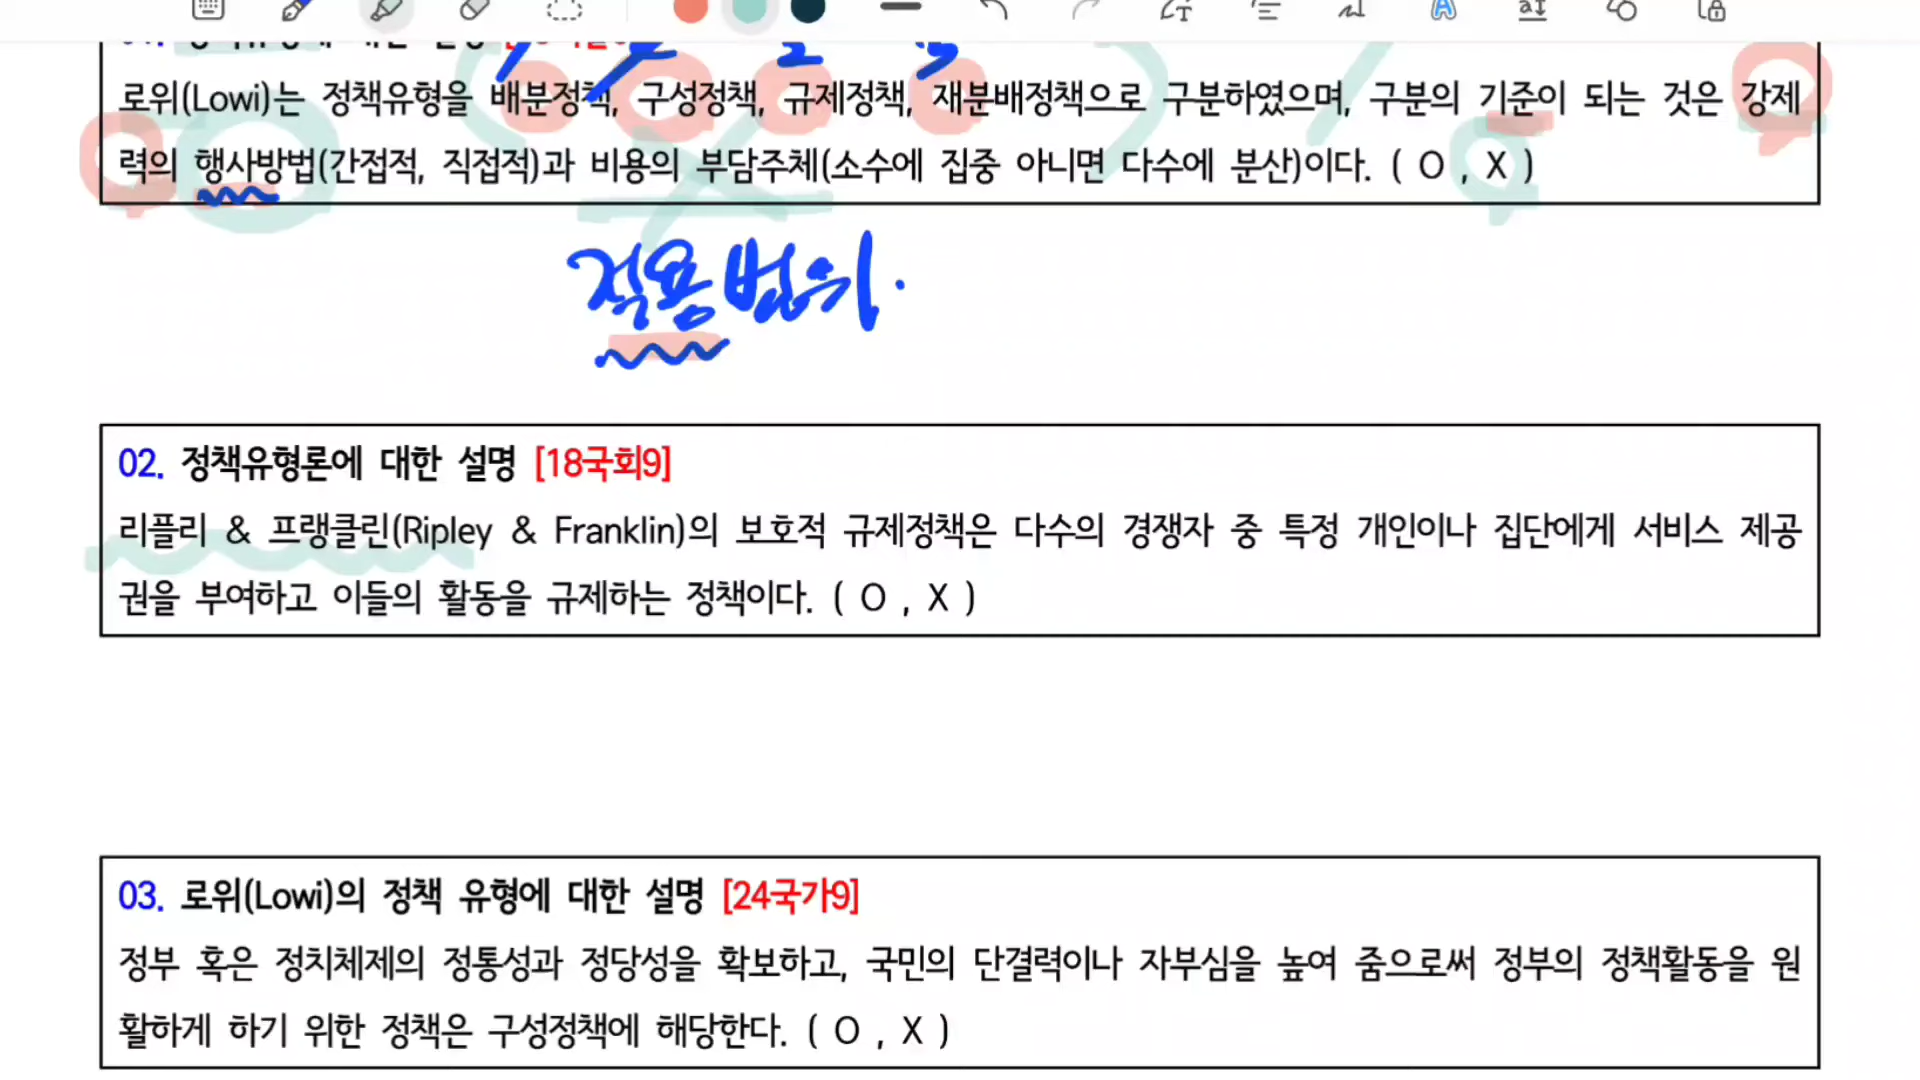 로위(Lowi)는 정책유형을 배분정책, 구성정책, 규제정책, 재분배정책으로 구분하였으며, 구분의 기준이 되는 것은 강제
력의 행사방법(간접적, 직접적)과 비용의 부담주체(소수에 집중 아니면 다수에 분산)이다. ( O , X )
적용범위.
02. 정책유형론에 대한 설명 [18국회9]
리플리 & 프랭클린(Ripley & Franklin)의 보호적 규제정책은 다수의 경쟁자 중 특정 개인이나 집단에게 서비스 제공
권을 부여하고 이들의 활동을 규제하는 정책이다. ( O , X )
03. 로위(Lowi)의 정책 유형에 대한 설명 [24국가9]
정부 혹은 정치체제의 정통성과 정당성을 확보하고, 국민의 단결력이나 자부심을 높여 줌으로써 정부의 정책활동을 원
활하게 하기 위한 정책은 구성정책에 해당한다. ( O , X )